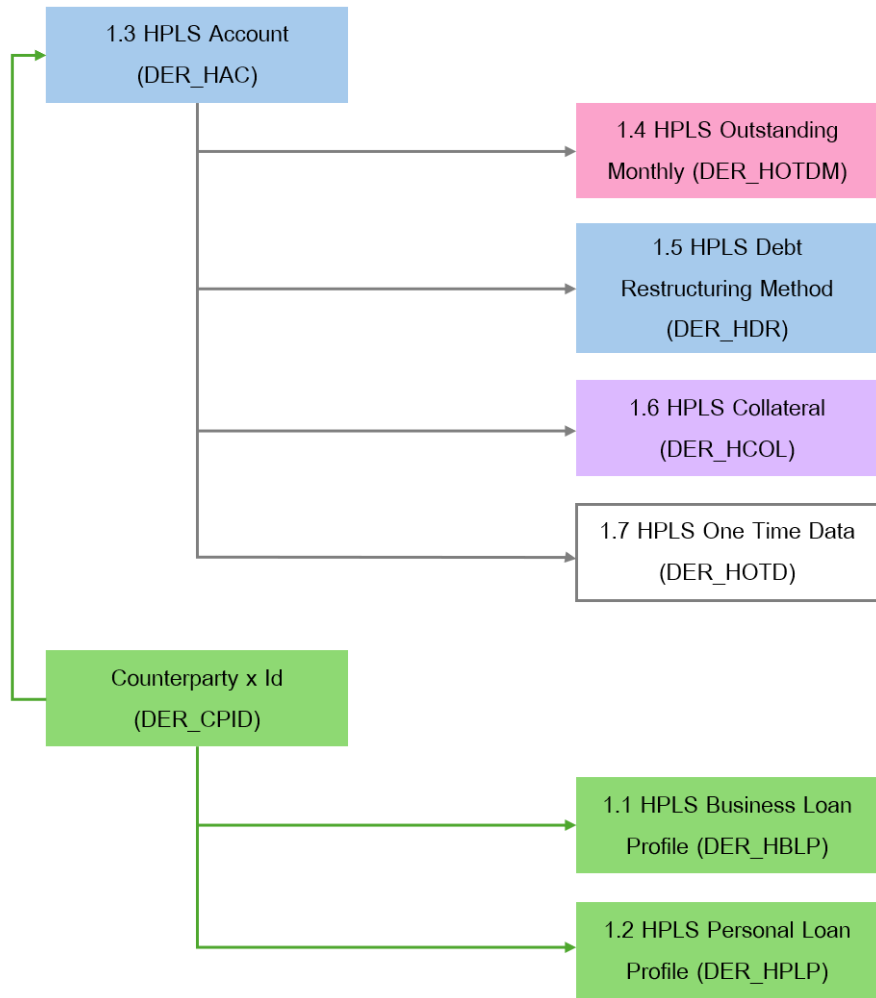 1.3 HPLS Account
(DER_HAC)
1.4 HPLS Outstanding
Monthly (DER_HOTDM)
1.5 HPLS Debt
Restructuring Method
(DER_HDR)
1.6 HPLS Collateral
(DER_HCOL)
1.7 HPLS One Time Data
(DER_HOTD)
Counterparty x Id
(DER_CPID)
1.1 HPLS Business Loan
Profile (DER_HBLP)
1.2 HPLS Personal Loan
Profile (DER_HPLP)